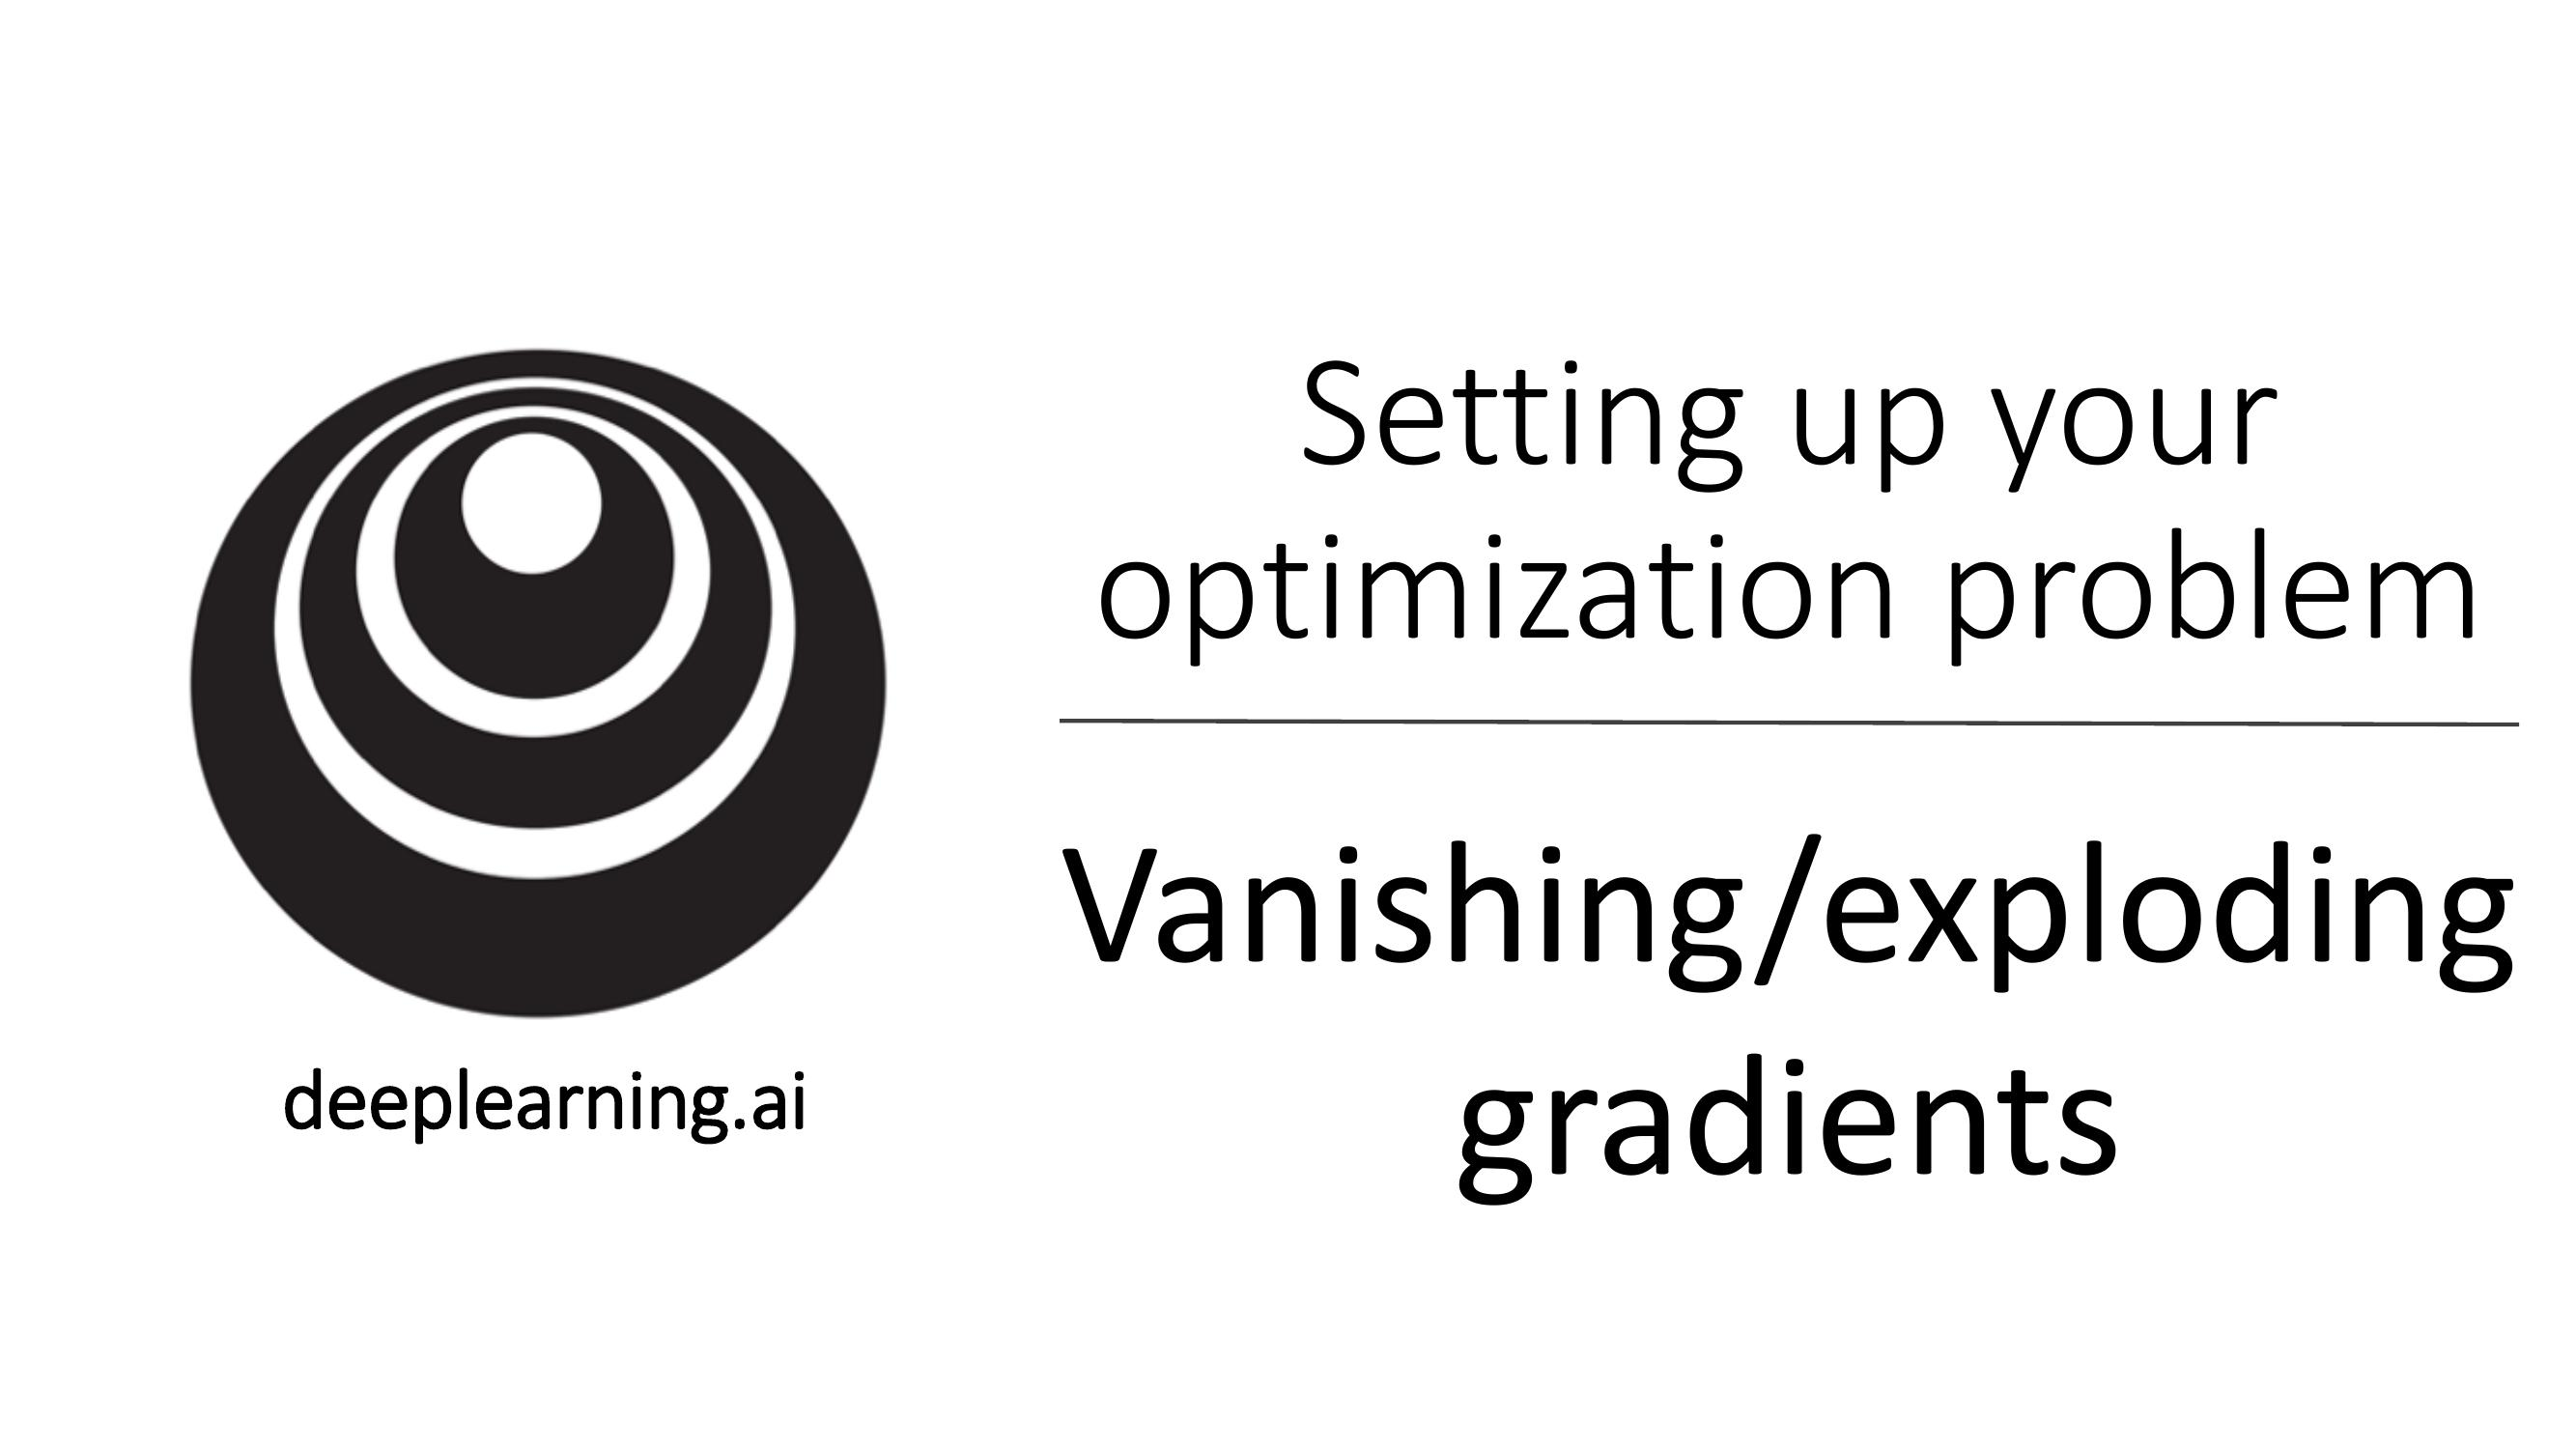 Setting up your
optimization problem
Vanishing/exploding
gradients
deeplearning.ai